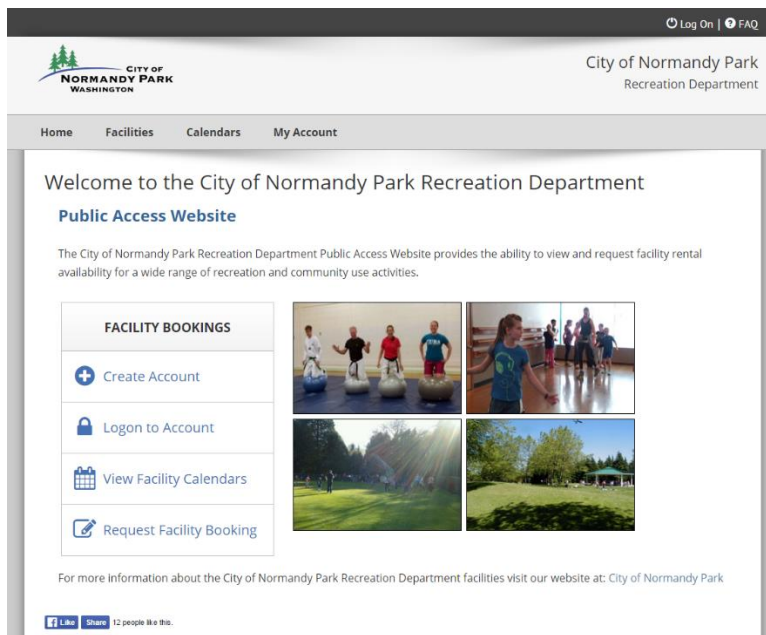 Log On | FAQ
CITY OF
NORMANDY PARK
WASHINGTON
City of Normandy Park
Recreation Department
Home Facilities Calendars My Account
Welcome to the City of Normandy Park Recreation Department
Public Access Website
The City of Normandy Park Recreation Department Public Access Website provides the ability to view and request facility rental
availability for a wide range of recreation and community use activities.
FACILITY BOOKINGS
Create Account
Logon to Account
View Facility Calendars
Request Facility Booking
For more information about the City of Normandy Park Recreation Department facilities visit our website at: City of Normandy Park
Like Share 12 people like this.